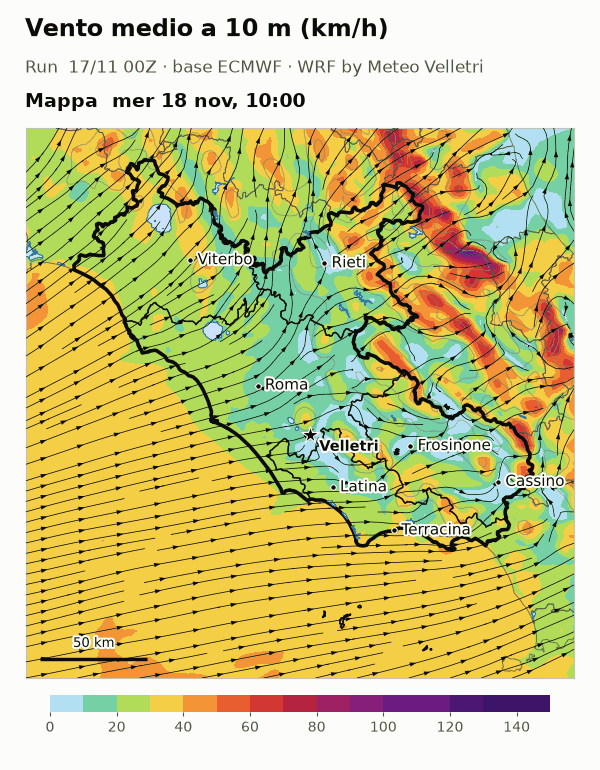 Vento medio a 10 m (km/h)
Run  17/11 00Z · base ECMWF · WRF by Meteo Velletri
Mappa  mer 18 nov, 10:00
Viterbo
Rieti
Roma
Velletri
Frosinone
Latina
Cassino
Terracina
50 km
0 20 40 60 80 100 120 140